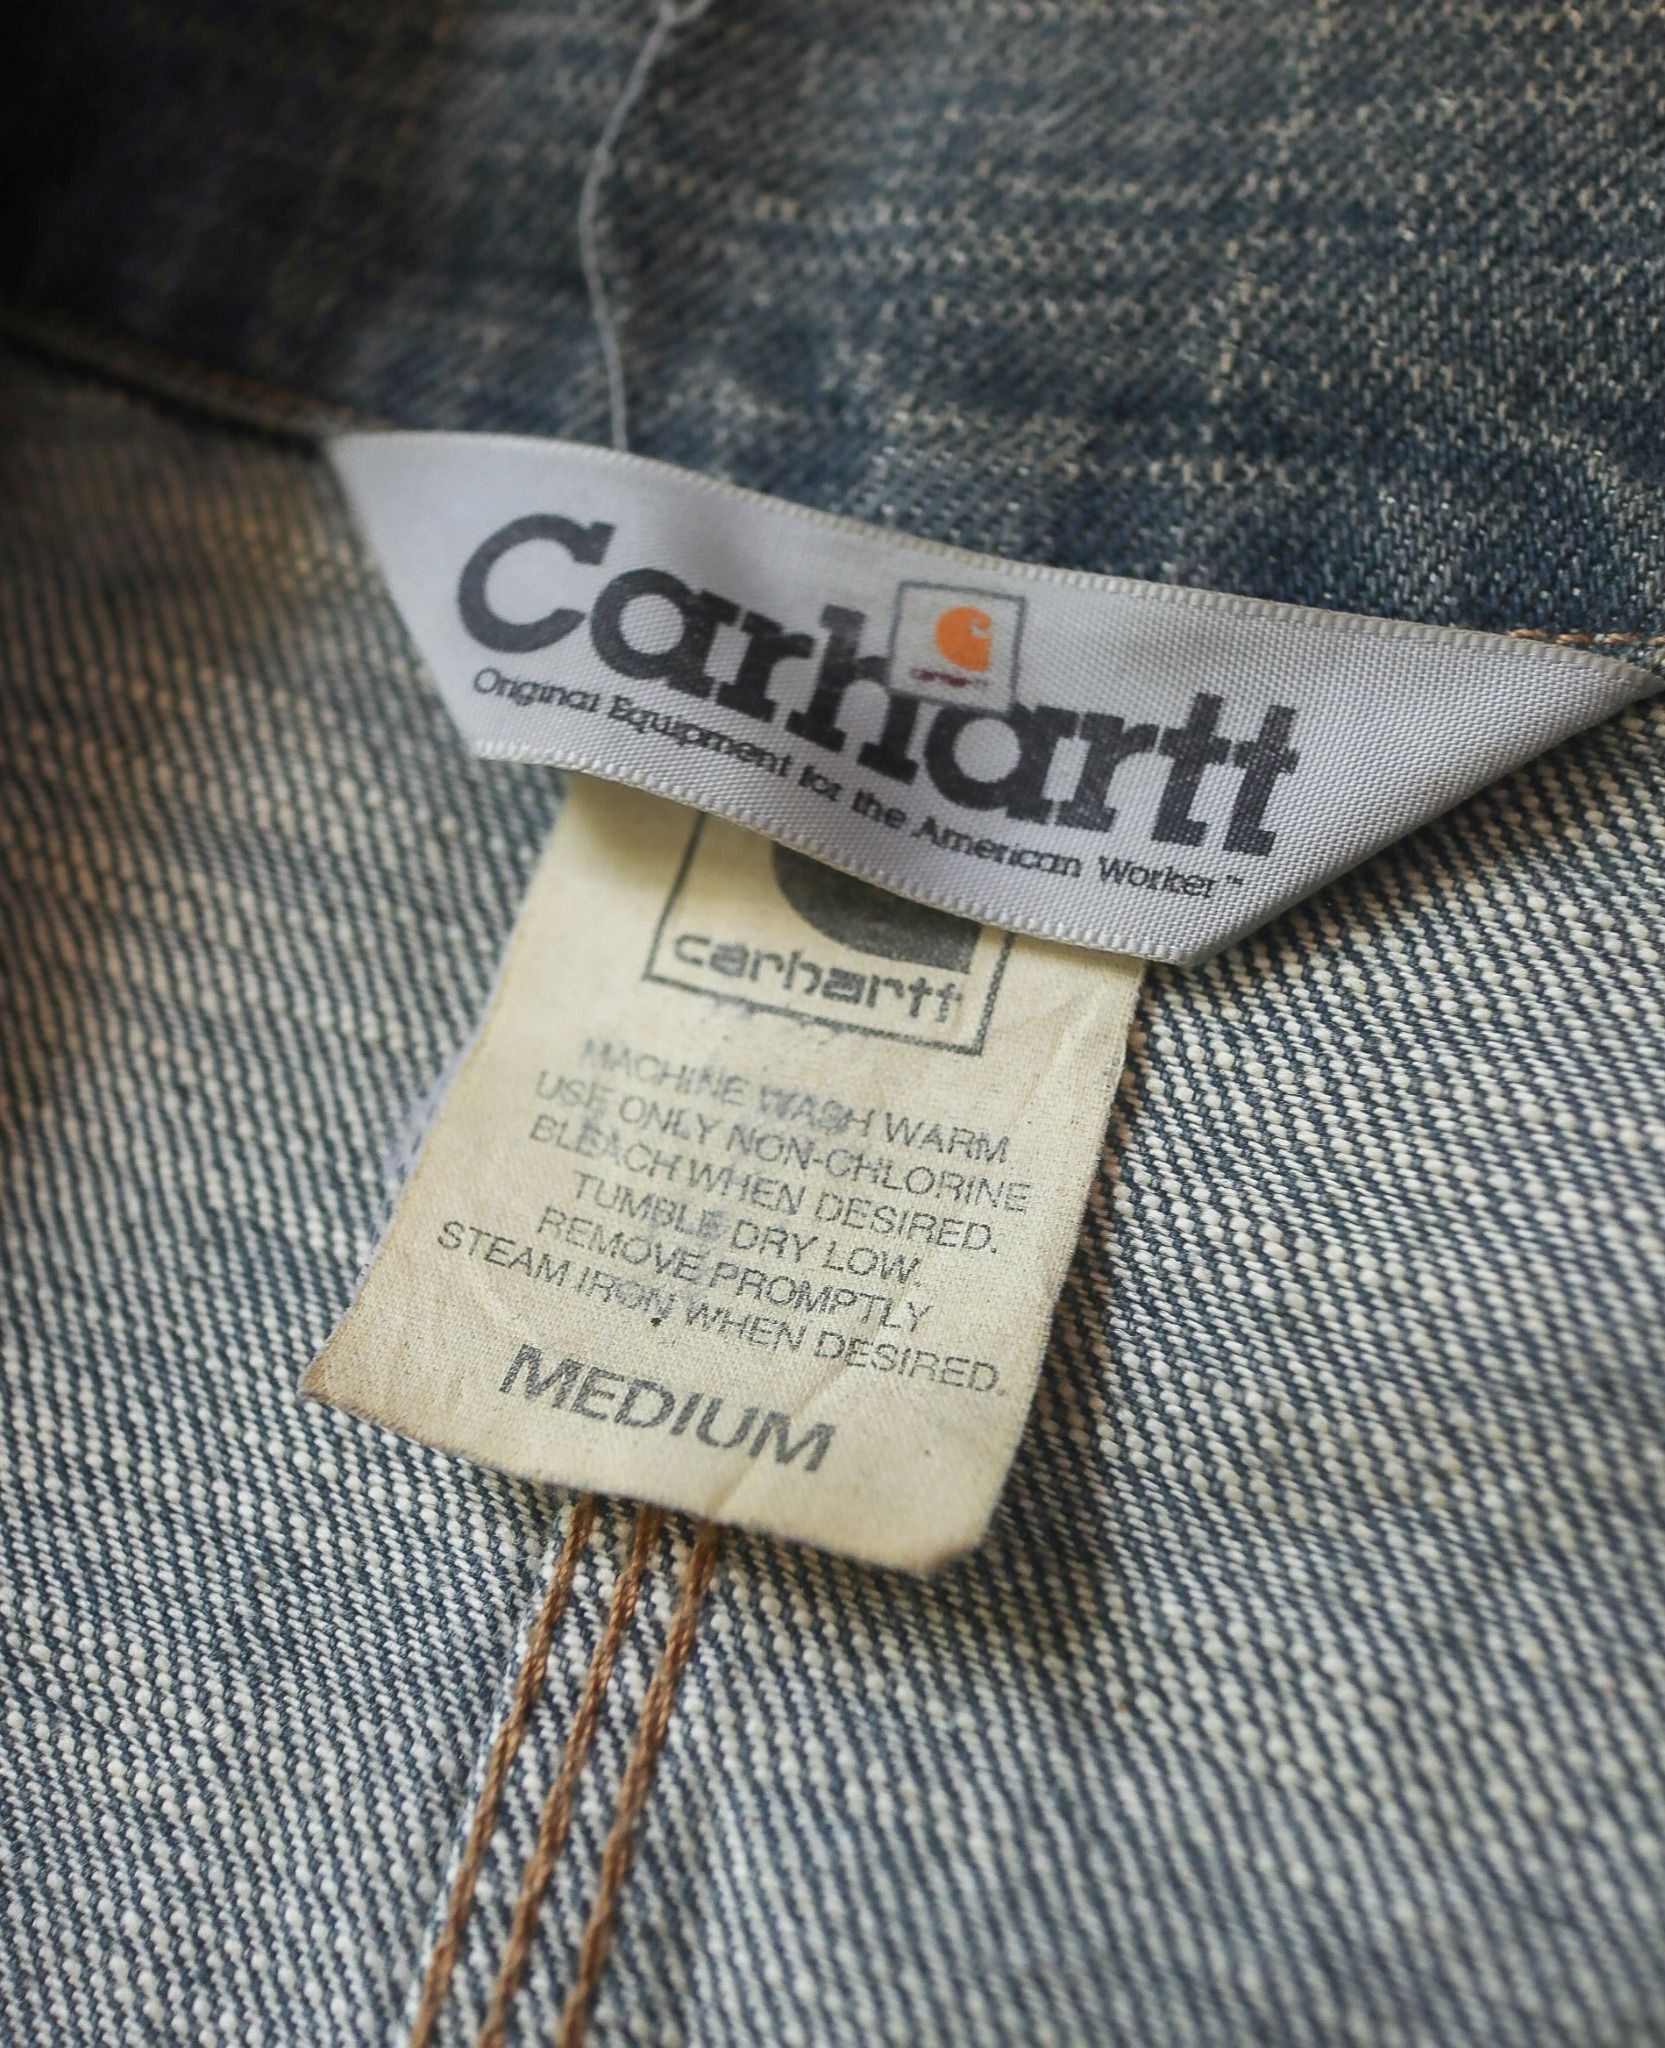 Carhartt
carhartt
Original Equipment for the American Worker™
carhartt
MACHINE WASH WARM
USE ONLY NON-CHLORINE
BLEACH WHEN DESIRED.
TUMBLE DRY LOW.
REMOVE PROMPTLY
STEAM IRON WHEN DESIRED.
MEDIUM